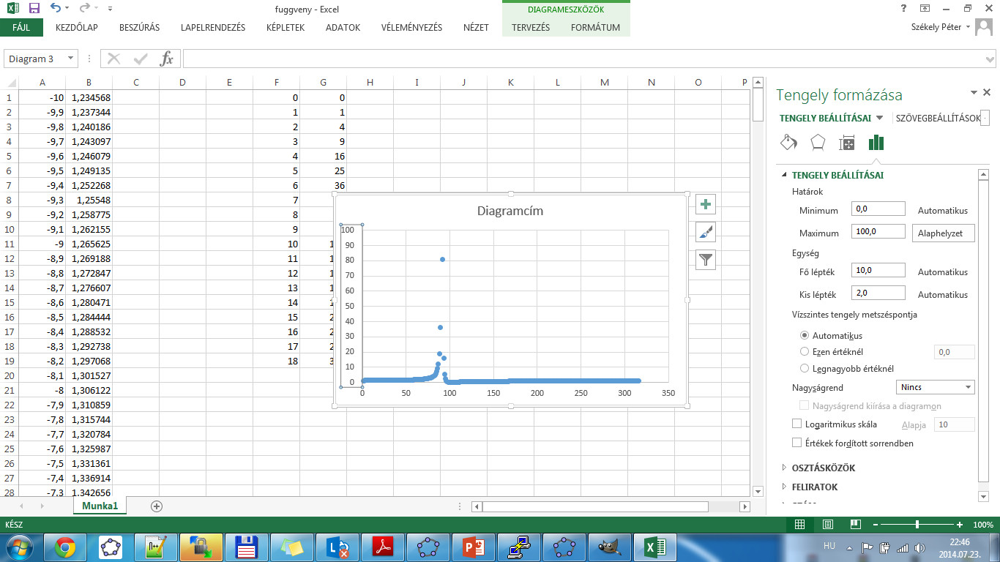 fuggveny - Excel
DIAGRAMESZKÖZÖK
?
FÁJL KEZDŐLAP BESZÚRÁS LAPELRENDEZÉS KÉPLETEK ADATOK VÉLEMÉNYEZÉS NÉZET TERVEZÉS FORMÁTUM
Székely Péter
Diagram 3
fx
A B C D E F G H I J K L M N O P
1 -10 1,234568 0 0
2 -9,9 1,237344 1 1
3 -9,8 1,240186 2 4
4 -9,7 1,243097 3 9
5 -9,6 1,246079 4 16
6 -9,5 1,249135 5 25
7 -9,4 1,252268 6 36
8 -9,3 1,25548 7
9 -9,2 1,258775 8
10 -9,1 1,262155 9
11 -9 1,265625 10 1
12 -8,9 1,269188 11 1
13 -8,8 1,272847 12 1
14 -8,7 1,276607 13 1
15 -8,6 1,280471 14 1
16 -8,5 1,284444 15 2
17 -8,4 1,288532 16 2
18 -8,3 1,292738 17 2
19 -8,2 1,297068 18 3
20 -8,1 1,301527
21 -8 1,306122
22 -7,9 1,310859
23 -7,8 1,315744
24 -7,7 1,320784
25 -7,6 1,325987
26 -7,5 1,331361
27 -7,4 1,336914
28 -7,3 1,342656
Diagramcím
100
90
80
70
60
50
40
30
20
10
0
0 50 100 150 200 250 300 350
Tengely formázása
TENGELY BEÁLLÍTÁSAI SZÖVEGBEÁLLÍTÁSOK
TENGELY BEÁLLÍTÁSAI
Határok
Minimum 0,0 Automatikus
Maximum 100,0 Alaphelyzet
Egység
Fő lépték 10,0 Automatikus
Kis lépték 2,0 Automatikus
Vízszintes tengely metszéspontja
Automatikus
Ezen értéknél 0,0
Legnagyobb értéknél
Nagyságrend Nincs
Nagyságrend kiírása a diagramon
Logaritmikus skála Alapja 10
Értékek fordított sorrendben
OSZTÁSKÖZÖK
FELIRATOK
Munka1
KÉSZ
100%
HU
22:46
2014.07.23.